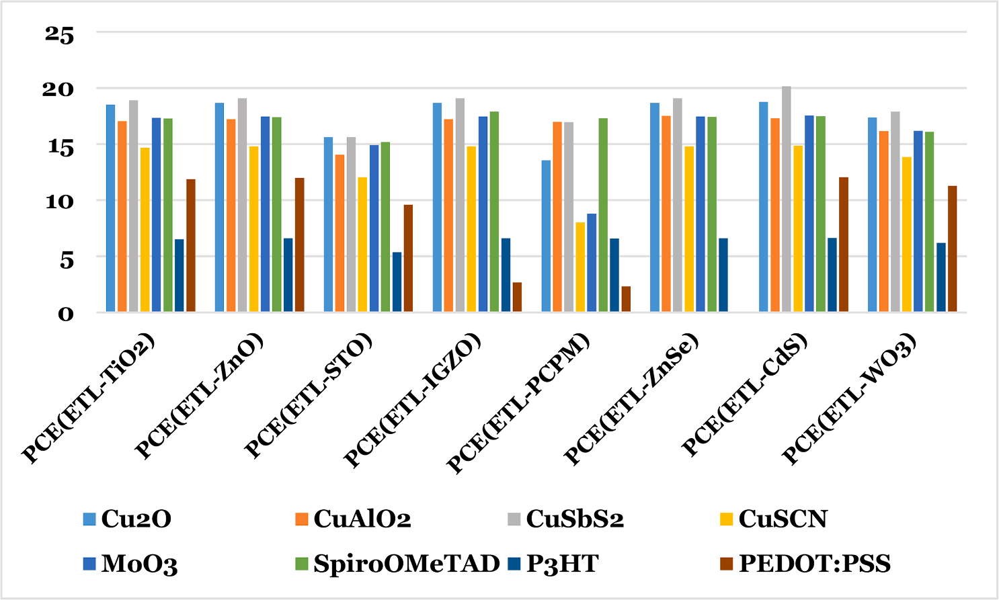 25
20
15
10
5
0
PCE(ETL-TiO2)
PCE(ETL-ZnO)
PCE(ETL-STO)
PCE(ETL-IGZO)
PCE(ETL-PCPM)
PCE(ETL-ZnSe)
PCE(ETL-CdS)
PCE(ETL-WO3)
Cu2O CuAlO2 CuSbS2 CuSCN
MoO3 SpiroOMeTAD P3HT PEDOT:PSS